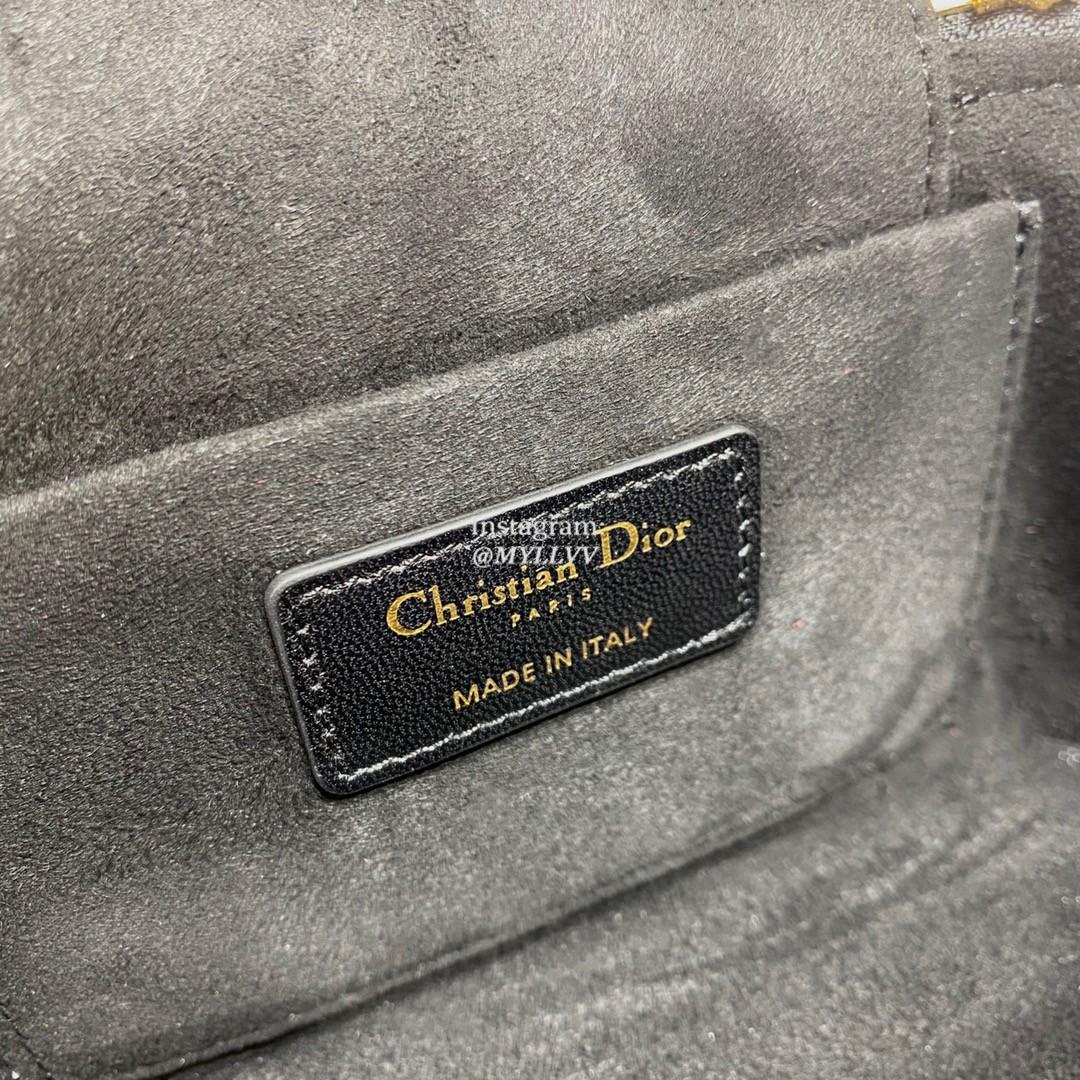 Instagram
@MYLLVV
Christian Dior
PARIS
MADE IN ITALY